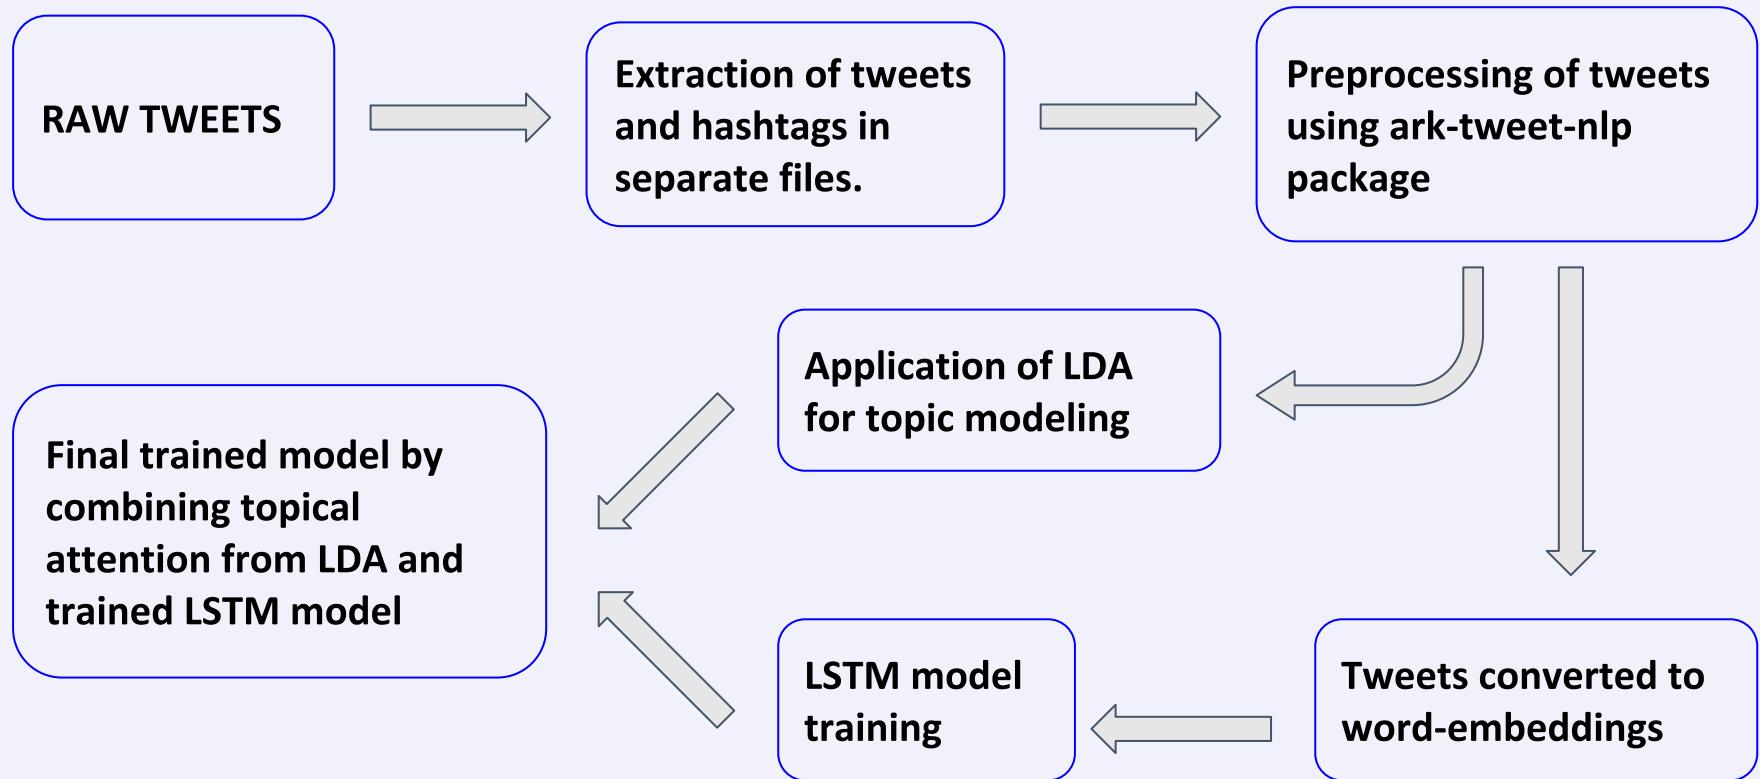 RAW TWEETS
Extraction of tweets
and hashtags in
separate files.
Preprocessing of tweets
using ark-tweet-nlp
package
Application of LDA
for topic modeling
Final trained model by
combining topical
attention from LDA and
trained LSTM model
LSTM model
training
Tweets converted to
word-embeddings